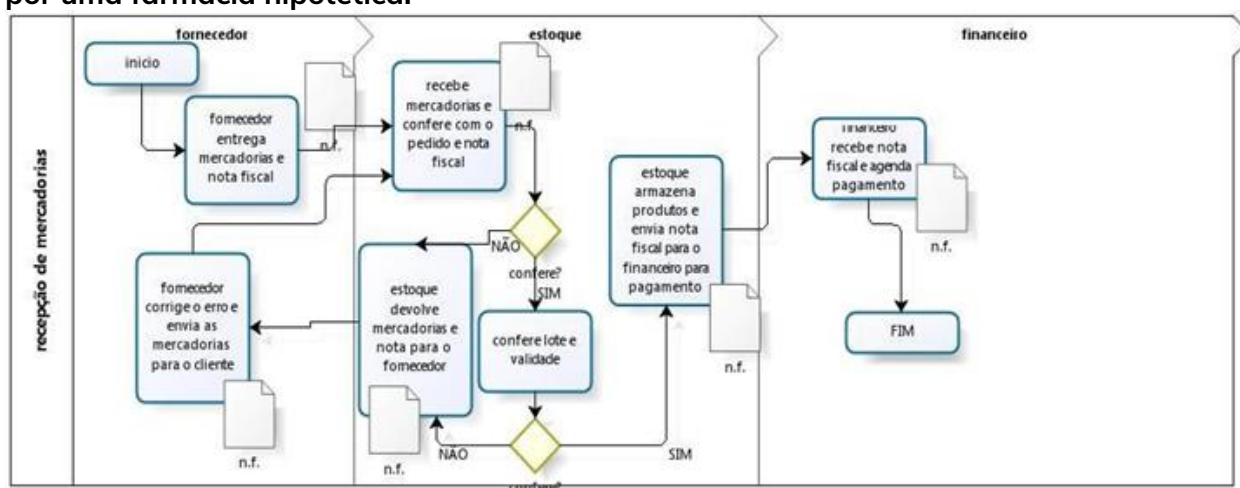 por uma farmácia hipotética.
fornecedor
estoque
financeiro
recepção de mercadorias
inicio
fornecedor
entrega
mercadorias e
nota fiscal
n.f.
recebe
mercadorias e
confere com o
pedido e nota
fiscal
n.f.
confere?
NÃO
SIM
fornecedor
corrige o erro e
envia as
mercadorias
para o cliente
n.f.
estoque
devolve
mercadorias e
nota para o
fornecedor
n.f.
confere lote e
validade
NÃO
SIM
confere?
estoque
armazena
produtos e
envia nota
fiscal para o
financeiro para
pagamento
n.f.
financeiro
recebe nota
fiscal e agenda
pagamento
n.f.
FIM